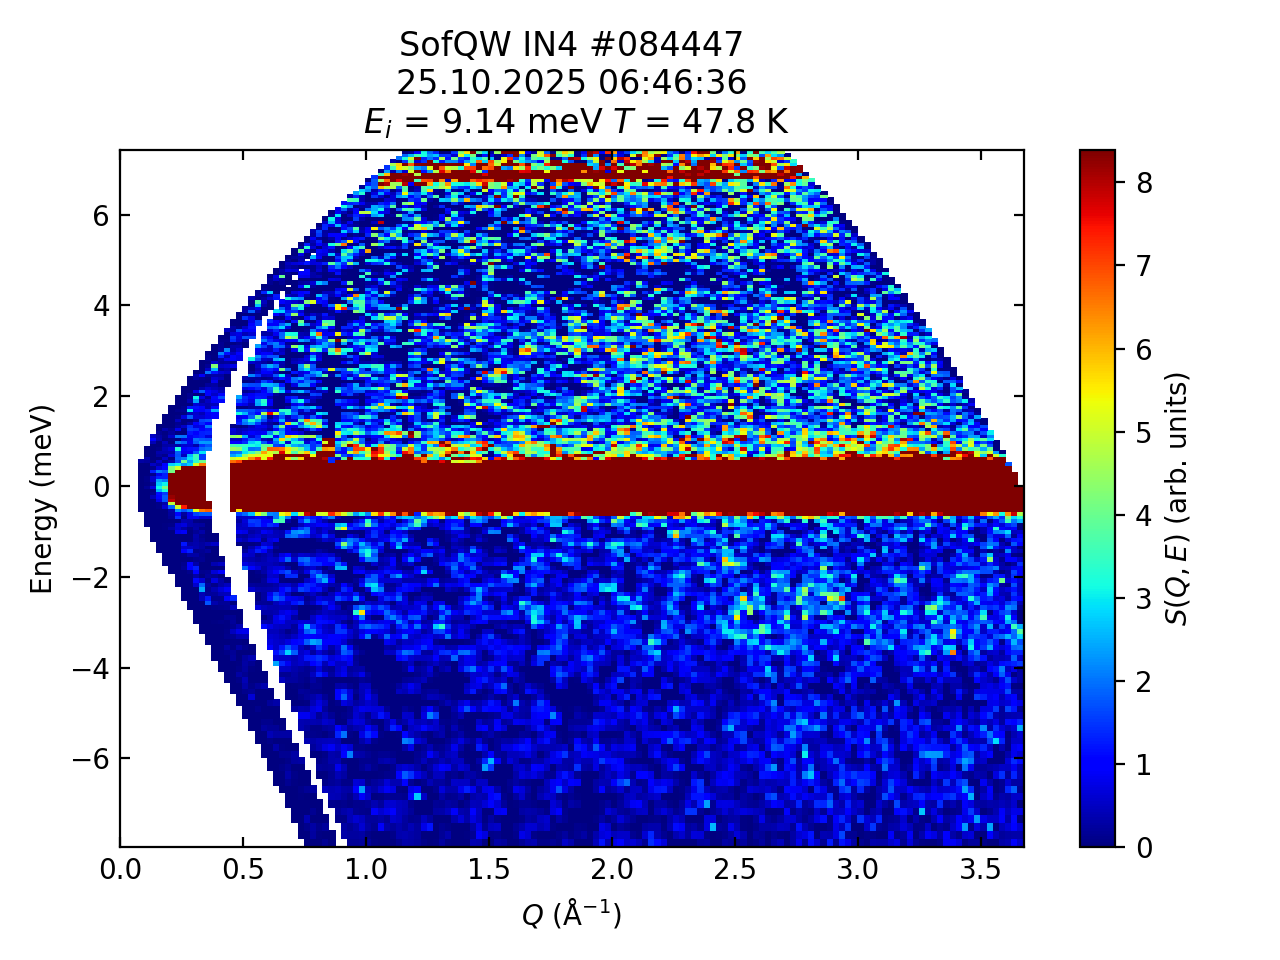 SofQW IN4 #084447
25.10.2025 06:46:36
E_i = 9.14 meV T = 47.8 K
Energy (meV)
6
4
2
0
−2
−4
−6
0.0 0.5 1.0 1.5 2.0 2.5 3.0 3.5
Q (Å⁻¹)
8
7
6
5
4
3
2
1
0
S(Q, E) (arb. units)